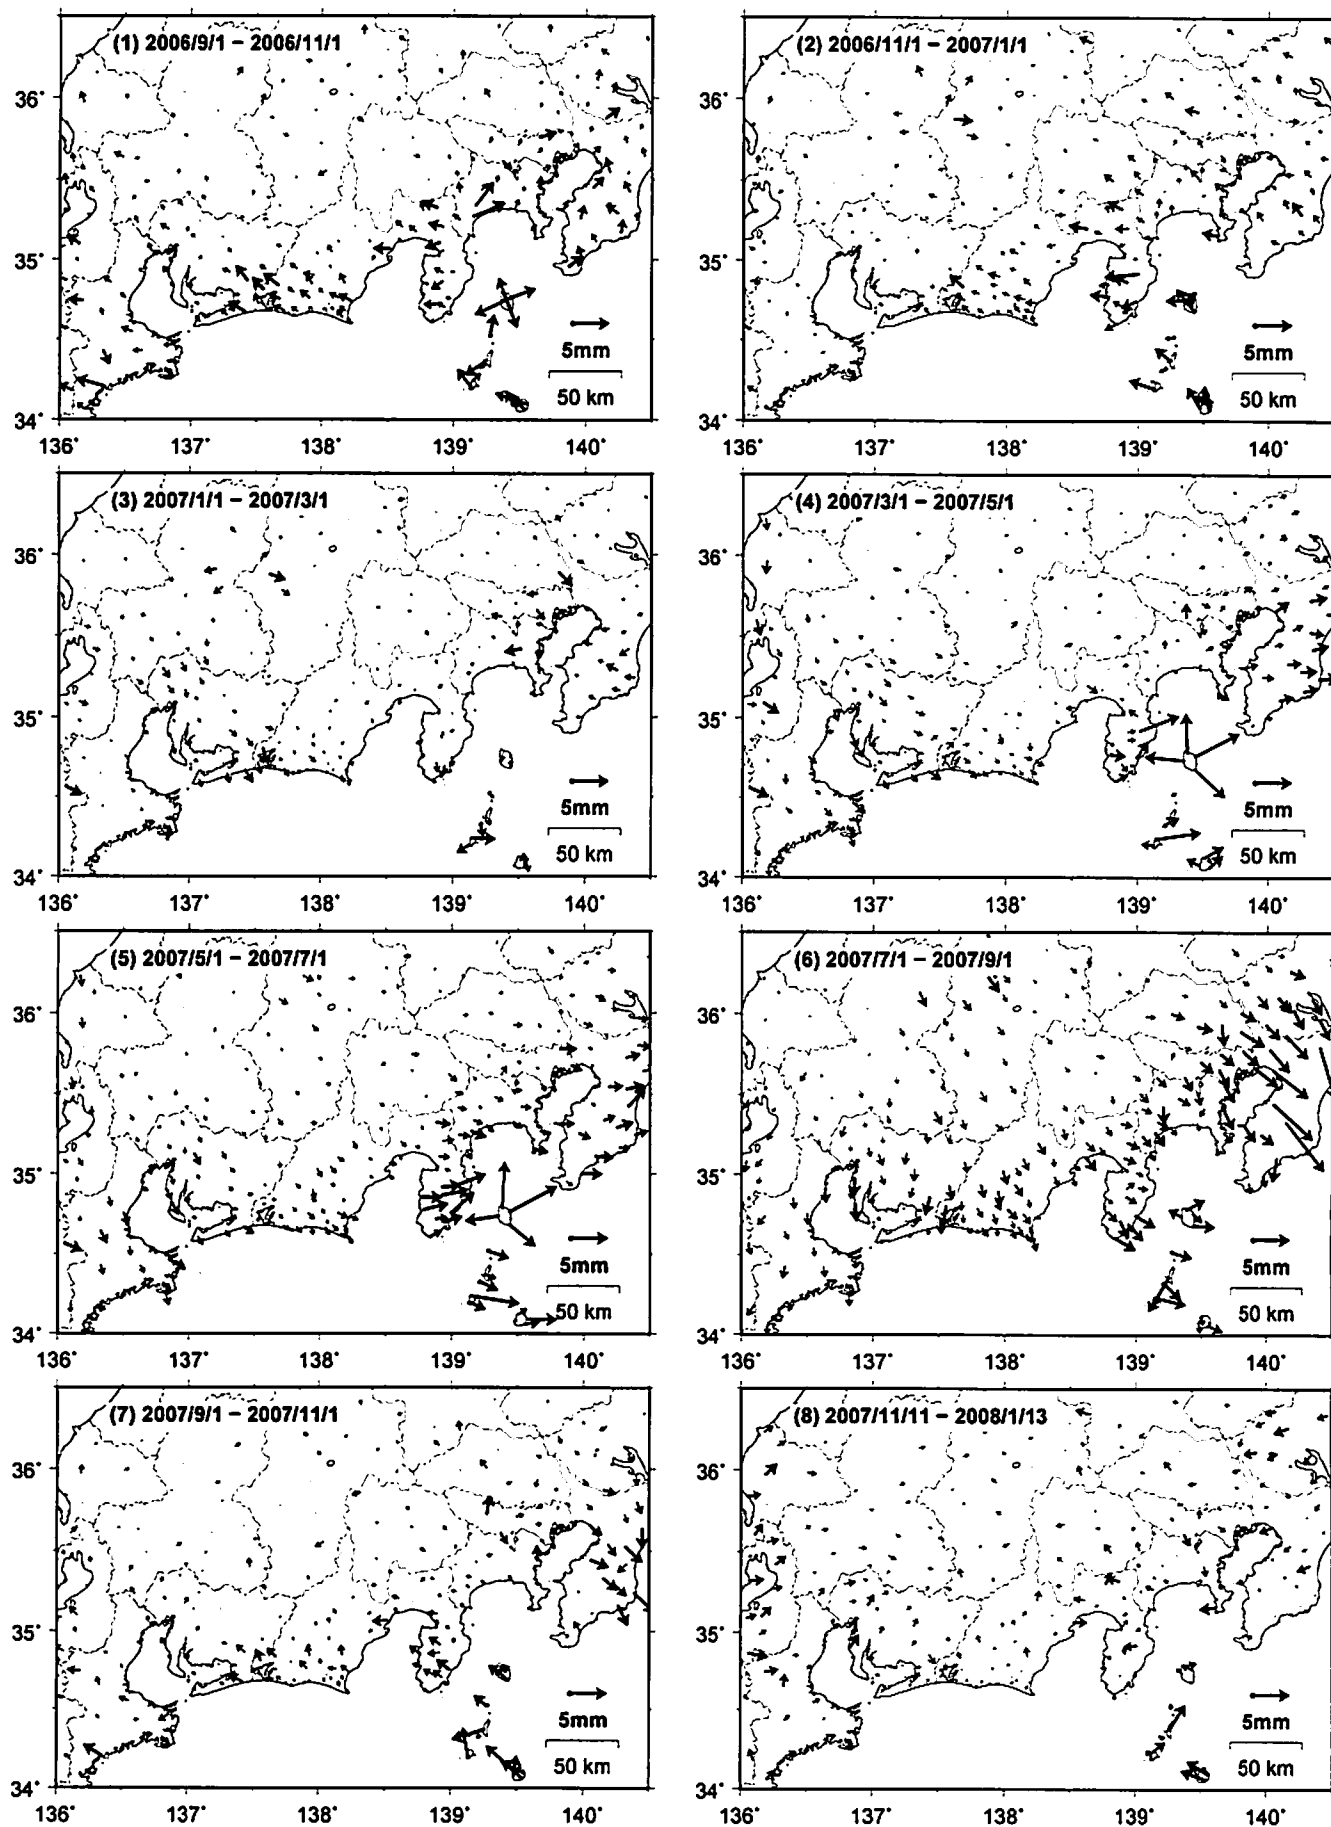 (1) 2006/9/1 – 2006/11/1
36°
35°
34°
5mm
50 km
136° 137° 138° 139° 140°
(2) 2006/11/1 – 2007/1/1
36°
35°
34°
5mm
50 km
136° 137° 138° 139° 140°
(3) 2007/1/1 – 2007/3/1
36°
35°
34°
5mm
50 km
136° 137° 138° 139° 140°
(4) 2007/3/1 – 2007/5/1
36°
35°
34°
5mm
50 km
136° 137° 138° 139° 140°
(5) 2007/5/1 – 2007/7/1
36°
35°
34°
5mm
50 km
136° 137° 138° 139° 140°
(6) 2007/7/1 – 2007/9/1
36°
35°
34°
5mm
50 km
136° 137° 138° 139° 140°
(7) 2007/9/1 – 2007/11/1
36°
35°
34°
5mm
50 km
136° 137° 138° 139° 140°
(8) 2007/11/11 – 2008/1/13
36°
35°
34°
5mm
50 km
136° 137° 138° 139° 140°